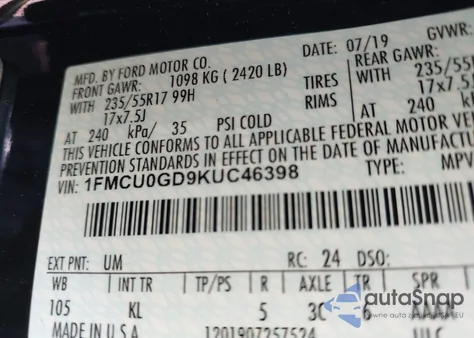 MFD. BY FORD MOTOR CO.
DATE: 07/19
GVWR:
FRONT GAWR: 1098 KG ( 2420 LB)
REAR GAWR:
WITH 235/55R17 99H
TIRES WITH 235/55R
17x7.5J
RIMS 17x7.5
AT 240 kPa/ 35 PSI COLD
AT 240
THIS VEHICLE CONFORMS TO ALL APPLICABLE FEDERAL MOTOR
PREVENTION STANDARDS IN EFFECT ON THE DATE OF MANUFACTU
VIN: 1FMCU0GD9KUC46398
TYPE: MPV
EXT PNT: UM
RC: 24 DSO:
WB INT TR TP/PS R AXLE TR SPR
105 KL 5 3C 6
MADE IN U.S.A.
1201907257524
autoSnap